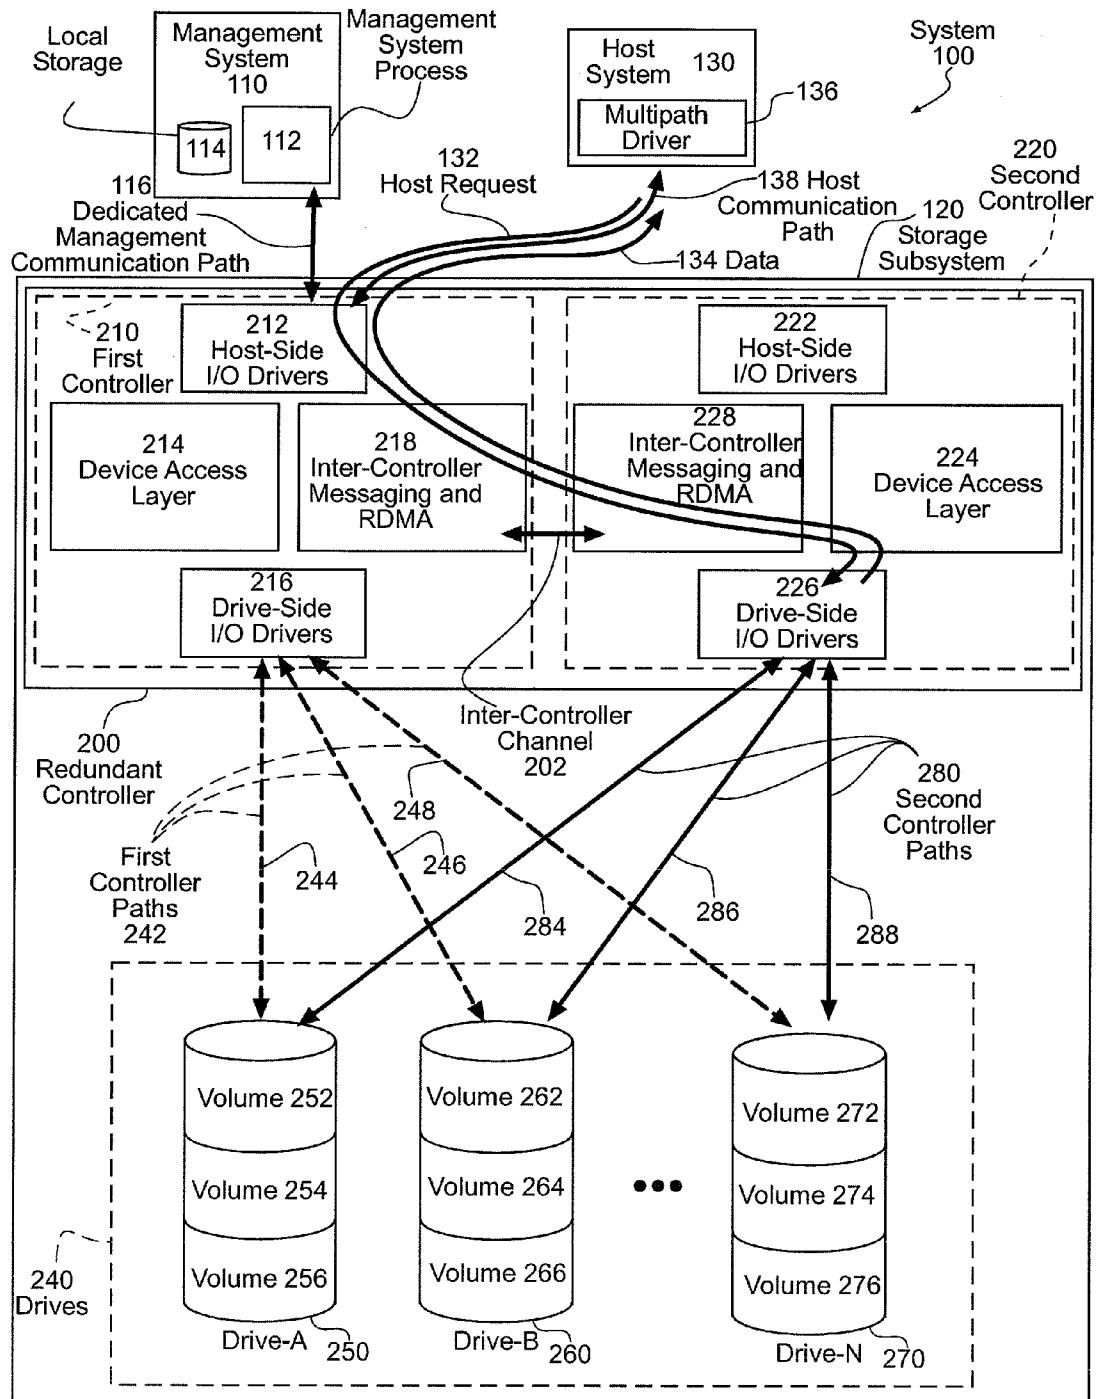 Local
Storage
Management
System
110
114
112
Management
System
Process
Host
System
130
Multipath
Driver
136
System
100
132
Host Request
138 Host
Communication
Path
134 Data
220
Second
Controller
120
Storage
Subsystem
116
Dedicated
Management
Communication Path
210
First
Controller
212
Host-Side
I/O Drivers
222
Host-Side
I/O Drivers
214
Device Access
Layer
218
Inter-Controller
Messaging and
RDMA
228
Inter-Controller
Messaging and
RDMA
224
Device Access
Layer
216
Drive-Side
I/O Drivers
226
Drive-Side
I/O Drivers
200
Redundant
Controller
Inter-Controller
Channel
202
280
Second
Controller
Paths
First
Controller
Paths
242
244
248
246
284
286
288
Volume 252
Volume 254
Volume 256
Volume 262
Volume 264
Volume 266
Volume 272
Volume 274
Volume 276
240
Drives
Drive-A
250
Drive-B
260
Drive-N
270